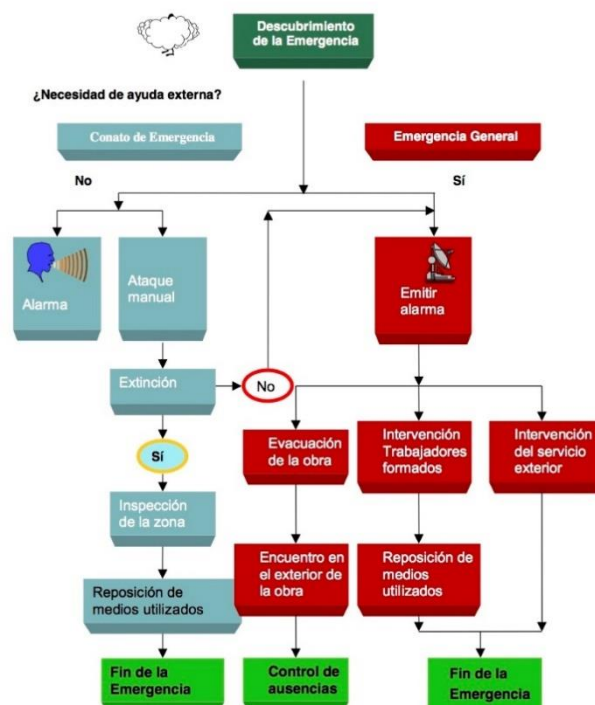 Descubrimiento
de la Emergencia
¿Necesidad de ayuda externa?
Conato de Emergencia
Emergencia General
No
Sí
Alarma
Ataque
manual
Emitir
alarma
Extinción
No
Sí
Evacuación
de la obra
Intervención
Trabajadores
formados
Intervención
del servicio
exterior
Inspección
de la zona
Encuentro en
el exterior de
la obra
Reposición de
medios
utilizados
Reposición de
medios utilizados
Fin de la
Emergencia
Control de
ausencias
Fin de la
Emergencia